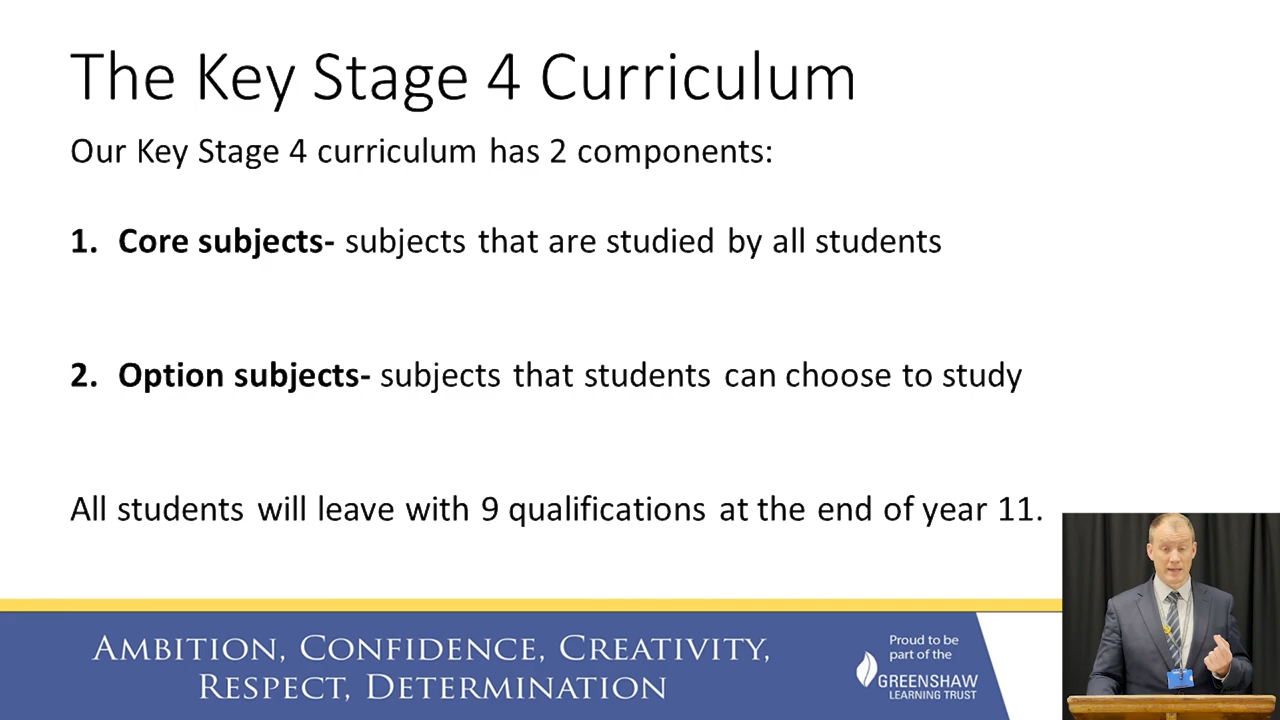 The Key Stage 4 Curriculum
Our Key Stage 4 curriculum has 2 components:
1. Core subjects- subjects that are studied by all students
2. Option subjects- subjects that students can choose to study
All students will leave with 9 qualifications at the end of year 11.
AMBITION, CONFIDENCE, CREATIVITY,
RESPECT, DETERMINATION
Proud to be
part of the
GREENSHAW
LEARNING TRUST